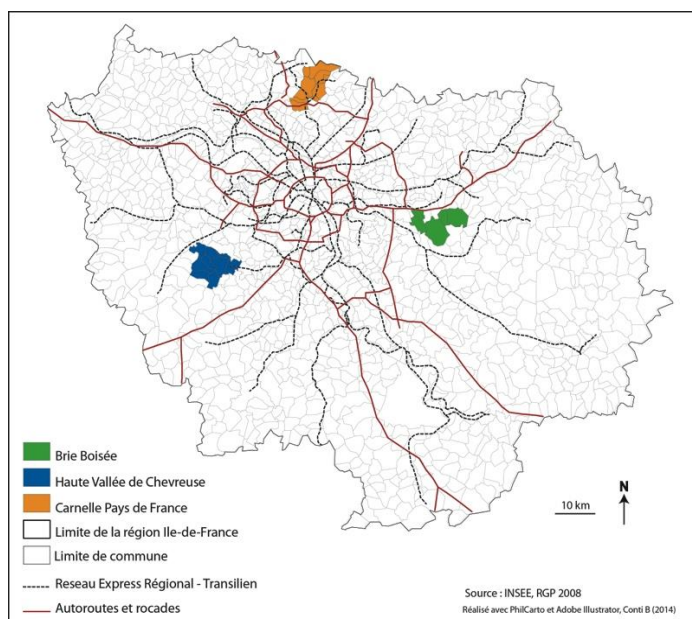 Brie Boisée
Haute Vallée de Chevreuse
Carnelle Pays de France
Limite de la région Ile-de-France
Limite de commune
Reseau Express Régional - Transilien
Autoroutes et rocades
N
10 km
Source : INSEE, RGP 2008
Réalisé avec PhilCarto et Adobe Illustrator, Conti B (2014)